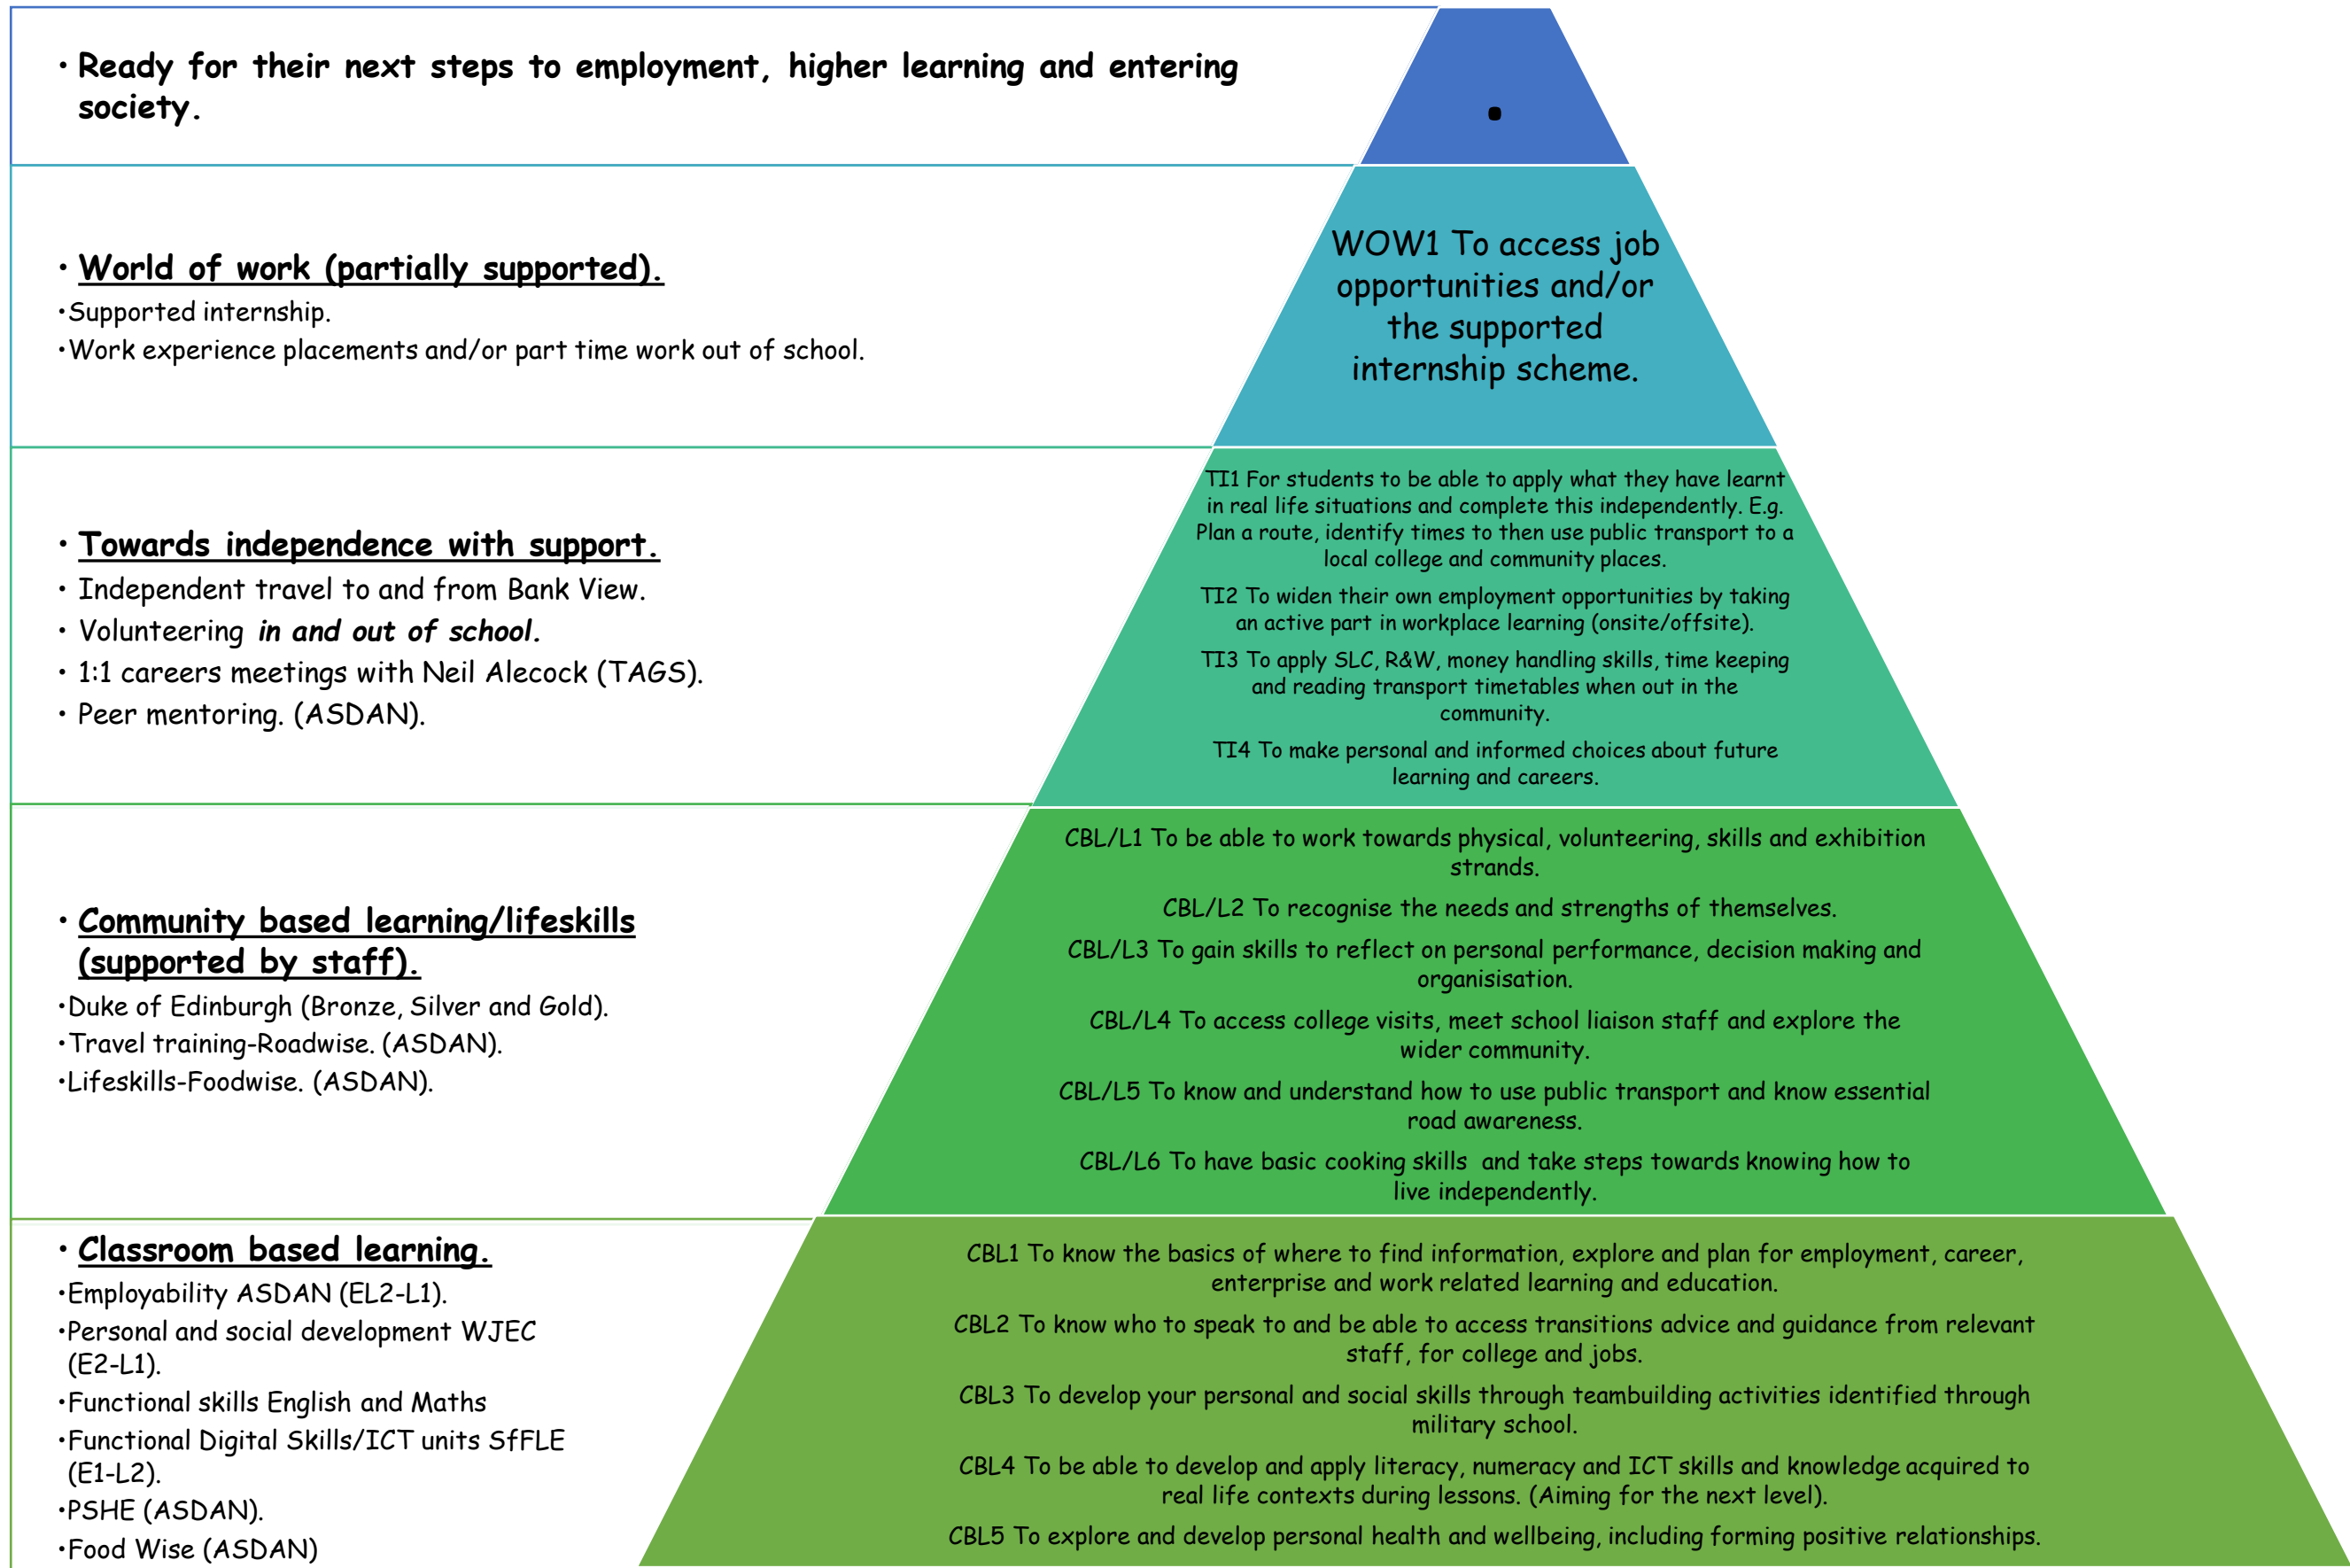 • Ready for their next steps to employment, higher learning and entering
society.
.
• World of work (partially supported).
•Supported internship.
•Work experience placements and/or part time work out of school.
WOW1 To access job
opportunities and/or
the supported
internship scheme.
• Towards independence with support.
• Independent travel to and from Bank View.
• Volunteering in and out of school.
• 1:1 careers meetings with Neil Alecock (TAGS).
• Peer mentoring. (ASDAN).
TI1 For students to be able to apply what they have learnt
in real life situations and complete this independently. E.g.
Plan a route, identify times to then use public transport to a
local college and community places.
TI2 To widen their own employment opportunities by taking
an active part in workplace learning (onsite/offsite).
TI3 To apply SLC, R&W, money handling skills, time keeping
and reading transport timetables when out in the
community.
TI4 To make personal and informed choices about future
learning and careers.
• Community based learning/lifeskills
(supported by staff).
•Duke of Edinburgh (Bronze, Silver and Gold).
•Travel training-Roadwise. (ASDAN).
•Lifeskills-Foodwise. (ASDAN).
CBL/L1 To be able to work towards physical, volunteering, skills and exhibition
strands.
CBL/L2 To recognise the needs and strengths of themselves.
CBL/L3 To gain skills to reflect on personal performance, decision making and
organisisation.
CBL/L4 To access college visits, meet school liaison staff and explore the
wider community.
CBL/L5 To know and understand how to use public transport and know essential
road awareness.
CBL/L6 To have basic cooking skills and take steps towards knowing how to
live independently.
• Classroom based learning.
•Employability ASDAN (EL2-L1).
•Personal and social development WJEC
(E2-L1).
•Functional skills English and Maths
•Functional Digital Skills/ICT units SfFLE
(E1-L2).
•PSHE (ASDAN).
•Food Wise (ASDAN)
CBL1 To know the basics of where to find information, explore and plan for employment, career,
enterprise and work related learning and education.
CBL2 To know who to speak to and be able to access transitions advice and guidance from relevant
staff, for college and jobs.
CBL3 To develop your personal and social skills through teambuilding activities identified through
military school.
CBL4 To be able to develop and apply literacy, numeracy and ICT skills and knowledge acquired to
real life contexts during lessons. (Aiming for the next level).
CBL5 To explore and develop personal health and wellbeing, including forming positive relationships.